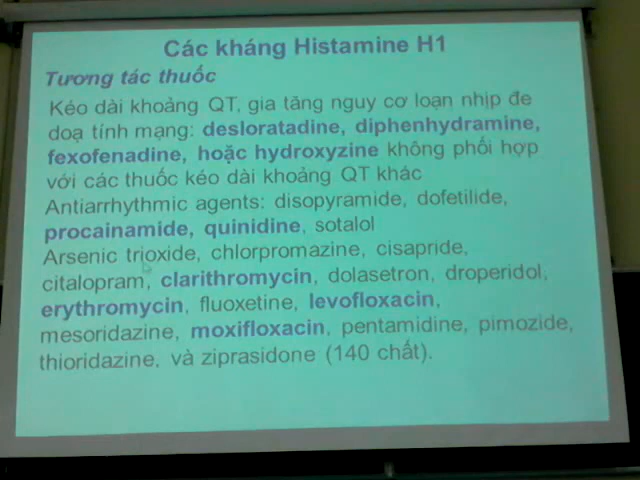 Các kháng Histamine H1
Tương tác thuốc
Kéo dài khoảng QT, gia tăng nguy cơ loạn nhịp đe
doạ tính mạng: desloratadine, diphenhydramine,
fexofenadine, hoặc hydroxyzine không phối hợp
với các thuốc kéo dài khoảng QT khác
Antiarrhythmic agents: disopyramide, dofetilide,
procainamide, quinidine, sotalol
Arsenic trioxide, chlorpromazine, cisapride,
citalopram, clarithromycin, dolasetron, droperidol,
erythromycin, fluoxetine, levofloxacin,
mesoridazine, moxifloxacin, pentamidine, pimozide,
thioridazine, và ziprasidone (140 chất).